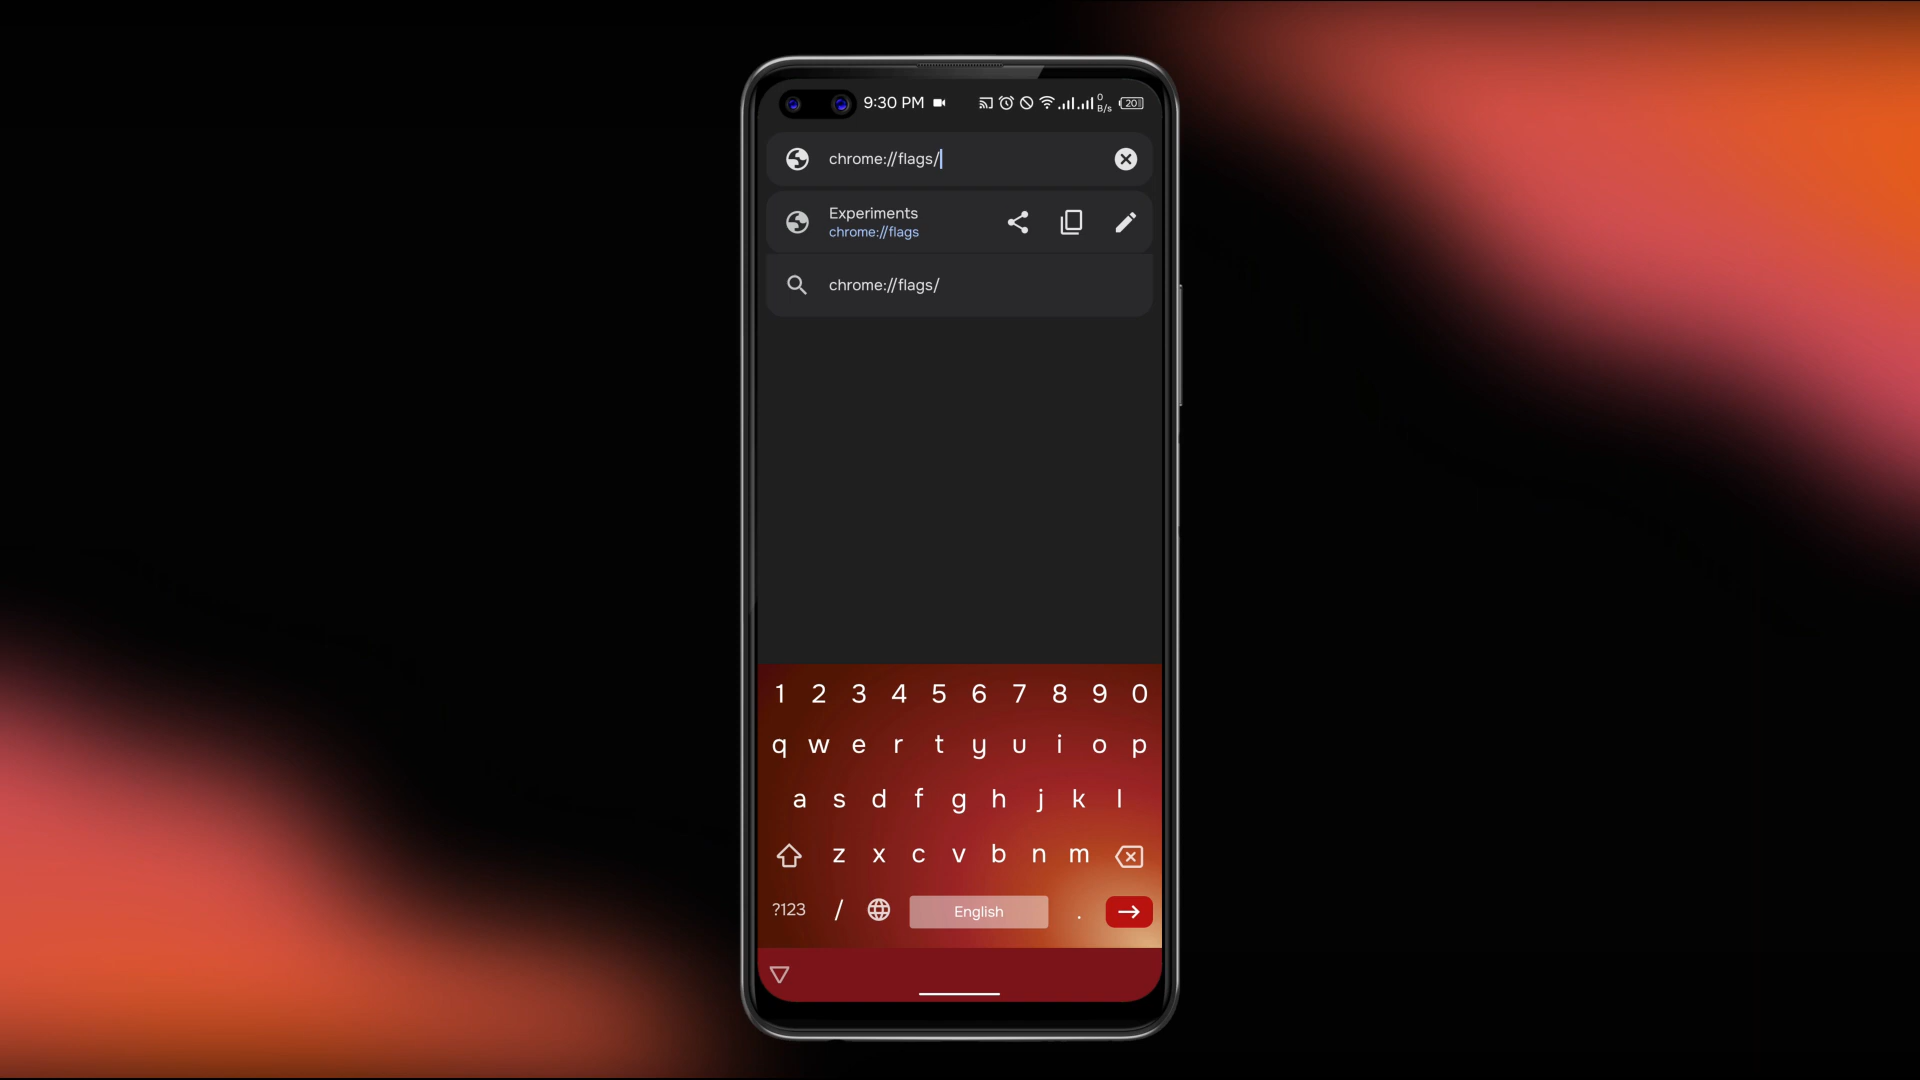 9:30 PM 0 B/s 20
chrome://flags/
Experiments
chrome://flags
chrome://flags/
1 2 3 4 5 6 7 8 9 0
q w e r t y u i o p
a s d f g h j k l
z x c v b n m
?123 / English .